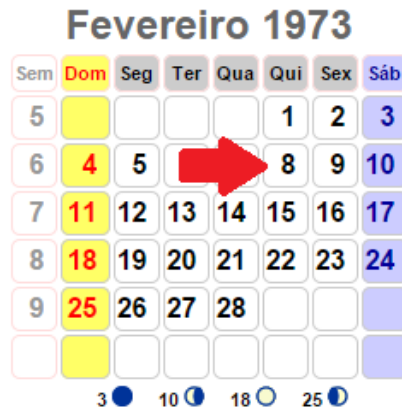 Fevereiro 1973
Sem Dom Seg Ter Qua Qui Sex Sáb
5 1 2 3
6 4 5 8 9 10
7 11 12 13 14 15 16 17
8 18 19 20 21 22 23 24
9 25 26 27 28
3 10 18 25